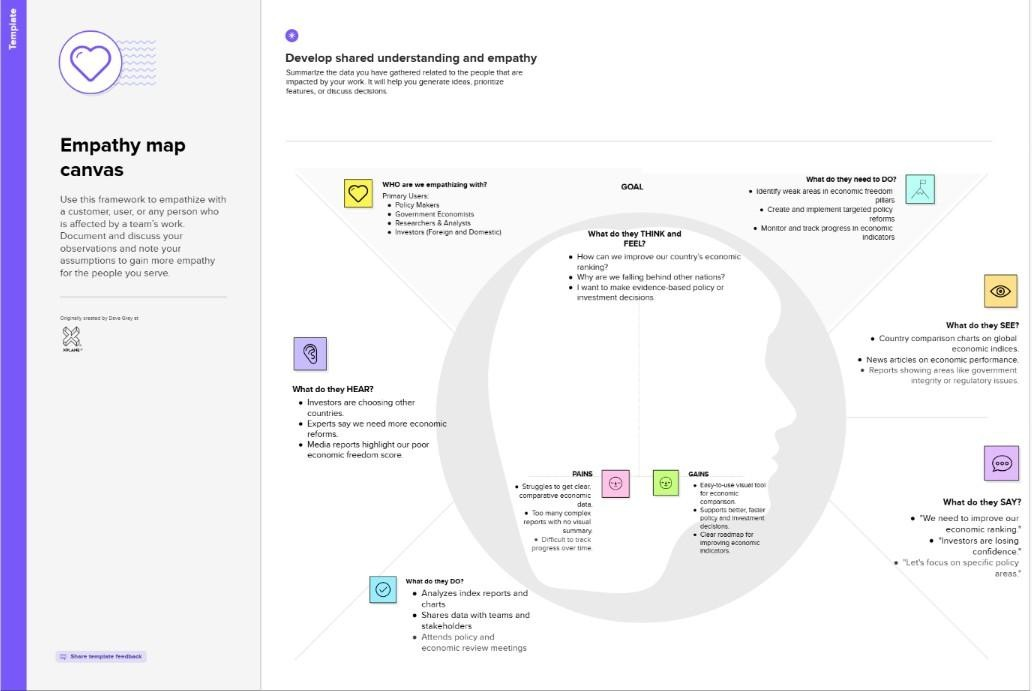 Template
Empathy map
canvas
Use this framework to empathize with
a customer, user, or any person who
is affected by a team's work.
Document and discuss your
observations and note your
assumptions to gain more empathy
for the people you serve.
Originally created by Dave Gray at
XPLANE
Share template feedback
Develop shared understanding and empathy
Summarize the data you have gathered related to the people that are
impacted by your work. It will help you generate ideas, prioritize
features, or discuss decisions.
WHO are we empathizing with?
Primary Users:
• Policy Makers
• Government Economists
• Researchers & Analysts
• Investors (Foreign and Domestic)
GOAL
What do they need to DO?
• Identify weak areas in economic freedom
pillars
• Create and implement targeted policy
reforms
• Monitor and track progress in economic
indicators
What do they THINK and
FEEL?
• How can we improve our country's economic
ranking?
• Why are we falling behind other nations?
• I want to make evidence-based policy or
investment decisions
What do they SEE?
• Country comparison charts on global
economic indices.
• News articles on economic performance.
• Reports showing areas like government
integrity or regulatory issues.
What do they HEAR?
• Investors are choosing other
countries.
• Experts say we need more economic
reforms.
• Media reports highlight our poor
economic freedom score.
PAINS
• Struggles to get clear,
comparative economic
data.
• Too many complex
reports with no visual
summary.
• Difficult to track
progress over time.
GAINS
• Easy-to-use visual tool
for economic
comparison.
• Supports better, faster
policy and investment
decisions.
• Clear roadmap for
improving economic
indicators.
What do they SAY?
• "We need to improve our
economic ranking."
• "Investors are losing
confidence."
• "Let's focus on specific policy
areas."
What do they DO?
• Analyzes index reports and
charts
• Shares data with teams and
stakeholders
• Attends policy and
economic review meetings